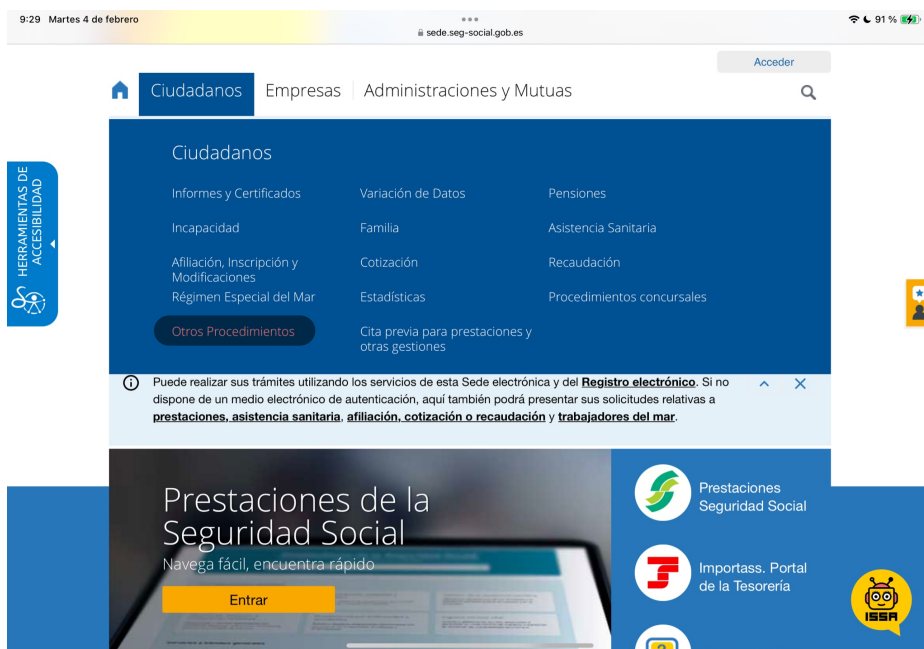 9:29 Martes 4 de febrero
sede.seg-social.gob.es
91 %
Acceder
Ciudadanos
Empresas
Administraciones y Mutuas
HERRAMIENTAS DE
ACCESIBILIDAD
Ciudadanos
Informes y Certificados
Variación de Datos
Pensiones
Incapacidad
Familia
Asistencia Sanitaria
Afiliación, Inscripción y
Modificaciones
Cotización
Recaudación
Régimen Especial del Mar
Estadísticas
Procedimientos concursales
Otros Procedimientos
Cita previa para prestaciones y
otras gestiones
Puede realizar sus trámites utilizando los servicios de esta Sede electrónica y del Registro electrónico. Si no
dispone de un medio electrónico de autenticación, aquí también podrá presentar sus solicitudes relativas a
prestaciones, asistencia sanitaria, afiliación, cotización o recaudación y trabajadores del mar.
Prestaciones de la
Seguridad Social
Navega fácil, encuentra rápido
Entrar
Prestaciones
Seguridad Social
Importass. Portal
de la Tesorería
ISSA